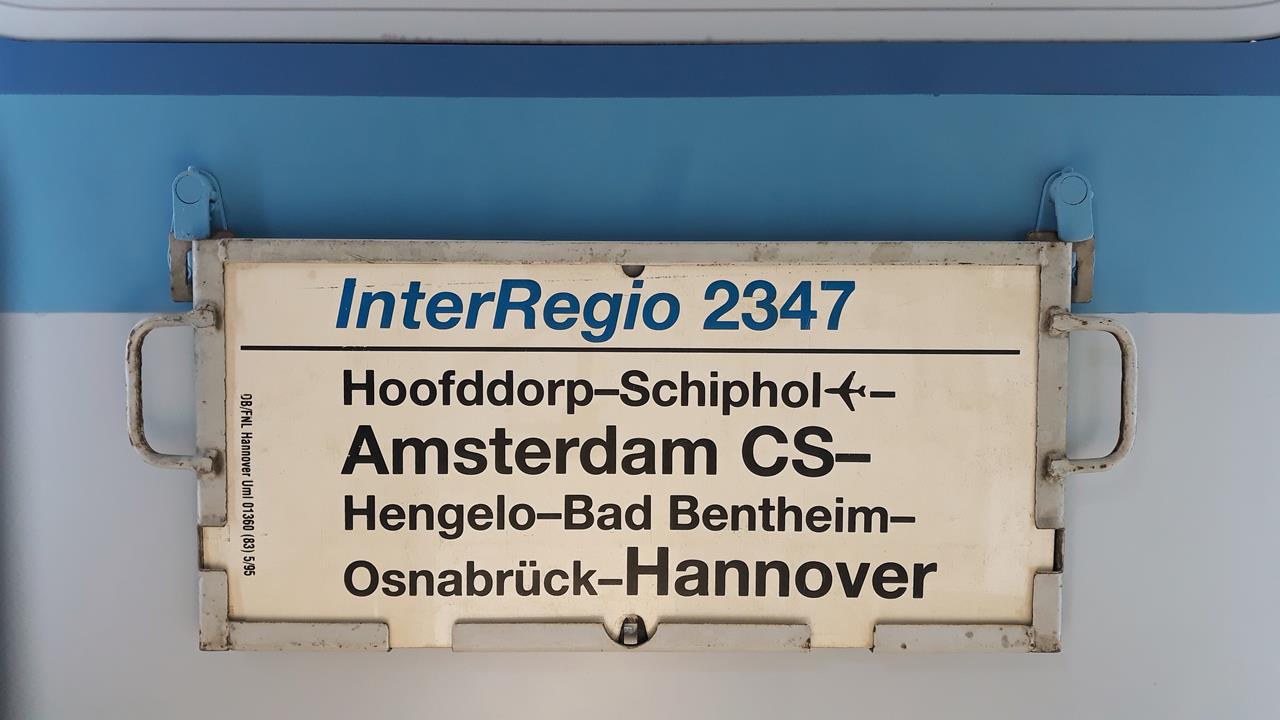 InterRegio 2347
Hoofddorp–Schiphol✈–
Amsterdam CS–
Hengelo–Bad Bentheim–
Osnabrück–Hannover
DB/FNL Hannover Uml 01360 (83) 5/95